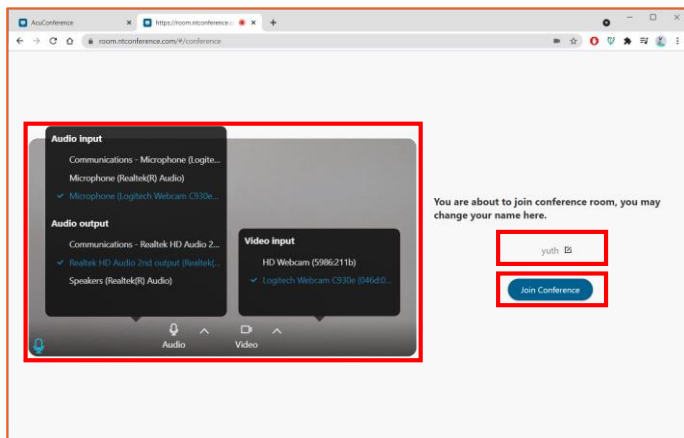 AcuConference
https://room.ntconference.c
room.ntconference.com/#/conference
Audio input
Communications - Microphone (Logite...
Microphone (Realtek(R) Audio)
Microphone (Logitech Webcam C930e...
Audio output
Communications - Realtek HD Audio 2...
Realtek HD Audio 2nd output (Realtek(...
Speakers (Realtek(R) Audio)
Video input
HD Webcam (5986:211b)
Logitech Webcam C930e (046d:0...
Audio
Video
You are about to join conference room, you may
change your name here.
yuth
Join Conference